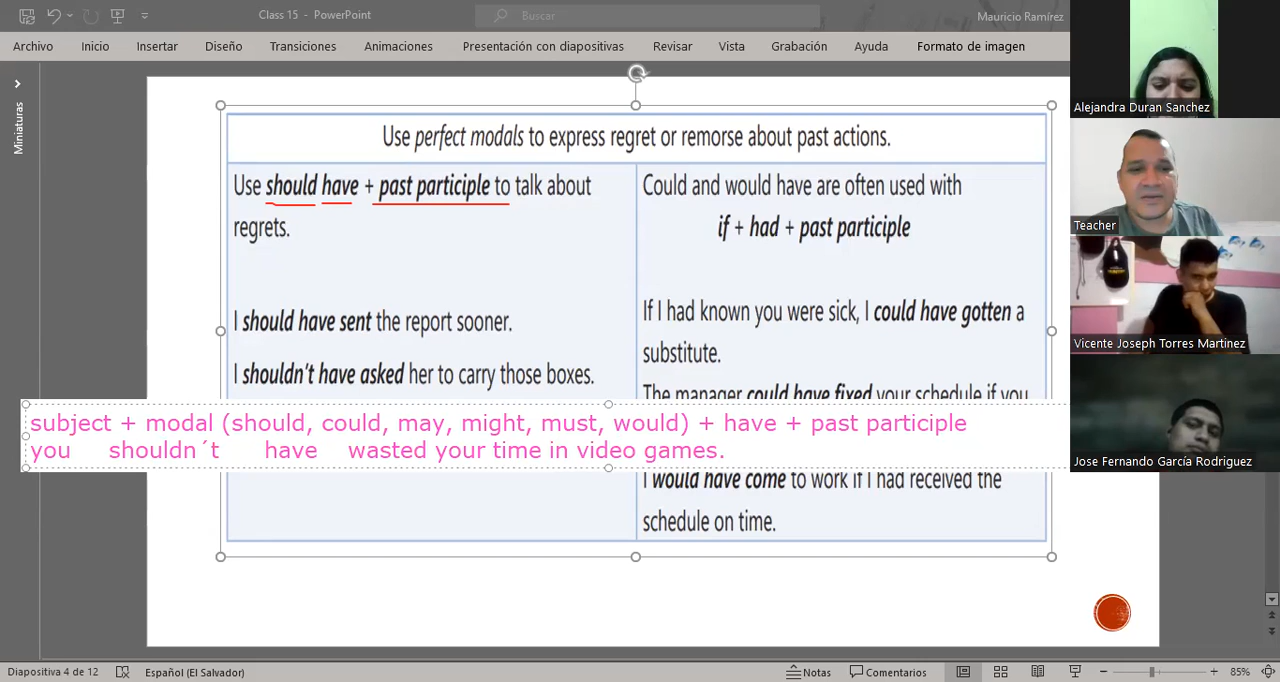 Class 15 - PowerPoint
Buscar
Mauricio Ramírez
Archivo Inicio Insertar Diseño Transiciones Animaciones Presentación con diapositivas Revisar Vista Grabación Ayuda Formato de imagen
Miniaturas
Use perfect modals to express regret or remorse about past actions.
Use should have + past participle to talk about
regrets.
I should have sent the report sooner.
I shouldn't have asked her to carry those boxes.
Could and would have are often used with
if + had + past participle
If I had known you were sick, I could have gotten a
substitute.
The manager could have fixed your schedule if you
subject + modal (should, could, may, might, must, would) + have + past participle
you shouldn´t have wasted your time in video games.
I would have come to work if I had received the
schedule on time.
Alejandra Duran Sanchez
Teacher
Vicente Joseph Torres Martinez
Jose Fernando García Rodriguez
Diapositiva 4 de 12 Español (El Salvador) Notas Comentarios 85%